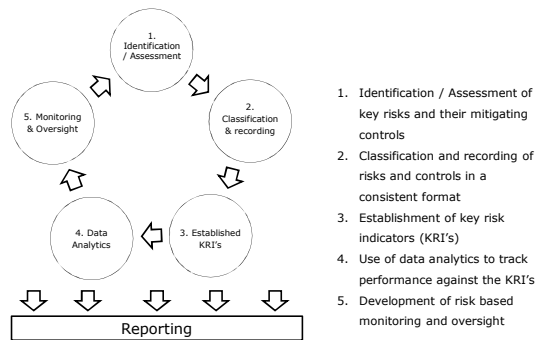 1.
Identification
/ Assessment
2.
Classification
& recording
3. Established
KRI's
4. Data
Analytics
5. Monitoring
& Oversight
Reporting
1. Identification / Assessment of
key risks and their mitigating
controls
2. Classification and recording of
risks and controls in a
consistent format
3. Establishment of key risk
indicators (KRI's)
4. Use of data analytics to track
performance against the KRI's
5. Development of risk based
monitoring and oversight